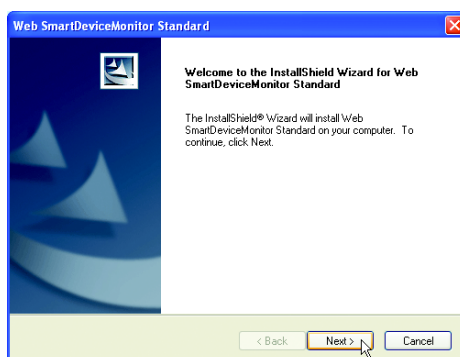 Web SmartDeviceMonitor Standard
Welcome to the InstallShield Wizard for Web
SmartDeviceMonitor Standard
The InstallShield® Wizard will install Web
SmartDeviceMonitor Standard on your computer. To
continue, click Next.
< Back Next > Cancel